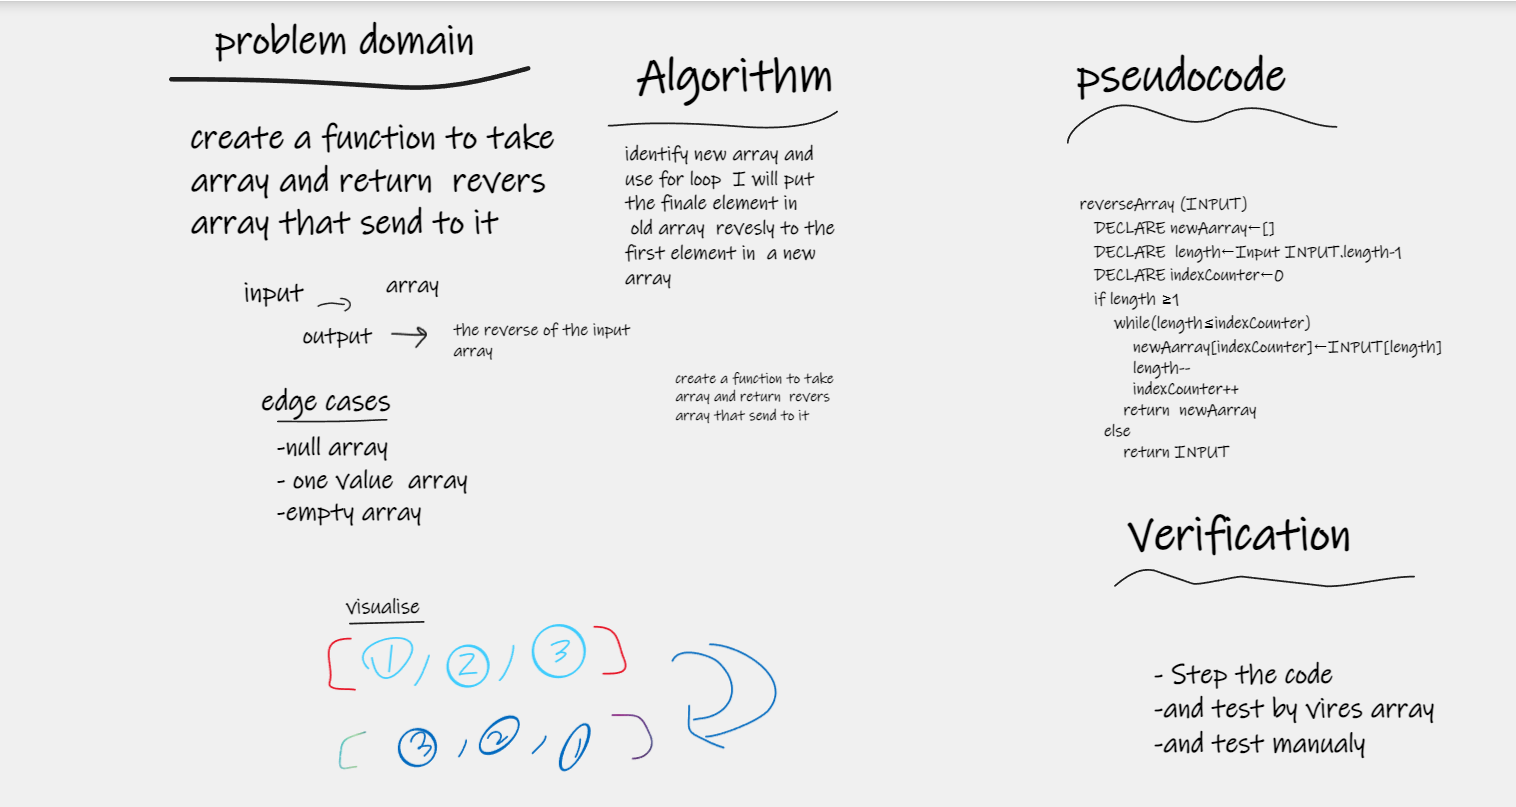 problem domain
create a function to take
array and return revers
array that send to it
input
array
output
the reverse of the input
array
edge cases
-null array
- one value array
-empty array
visualise
[ 1, 2, 3 ]
[ 3, 2, 1 ]
Algorithm
identify new array and
use for loop I will put
the finale element in
old array revesly to the
first element in a new
array
create a function to take
array and return revers
array that send to it
pseudocode
reverseArray (INPUT)
DECLARE newAarray←[]
DECLARE length←Input INPUT.length-1
DECLARE indexCounter←0
if length ≥1
while(length≤indexCounter)
newAarray[indexCounter]←INPUT[length]
length--
indexCounter++
return newAarray
else
return INPUT
Verification
- Step the code
-and test by vires array
-and test manualy